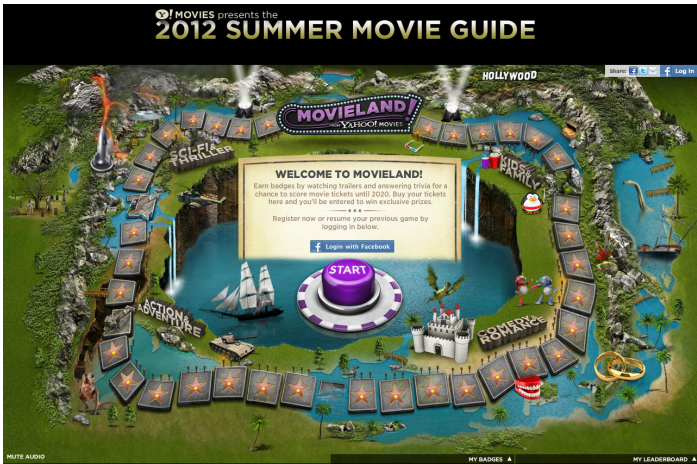 Y! MOVIES presents the
2012 SUMMER MOVIE GUIDE
HOLLYWOOD
Share:
f Log In
MOVIELAND!
FROM YAHOO! MOVIES
SCI-FI & THRILLER
KIDS & FAMILY
WELCOME TO MOVIELAND!
Earn badges by watching trailers and answering trivia for a
chance to score movie tickets until 2020. Buy your tickets
here and you'll be entered to win exclusive prizes.
Register now or resume your previous game by
logging in below.
f Login with Facebook
START
ACTION &
ADVENTURE
COMEDY
ROMANCE
MUTE AUDIO
MY BADGES
MY LEADERBOARD